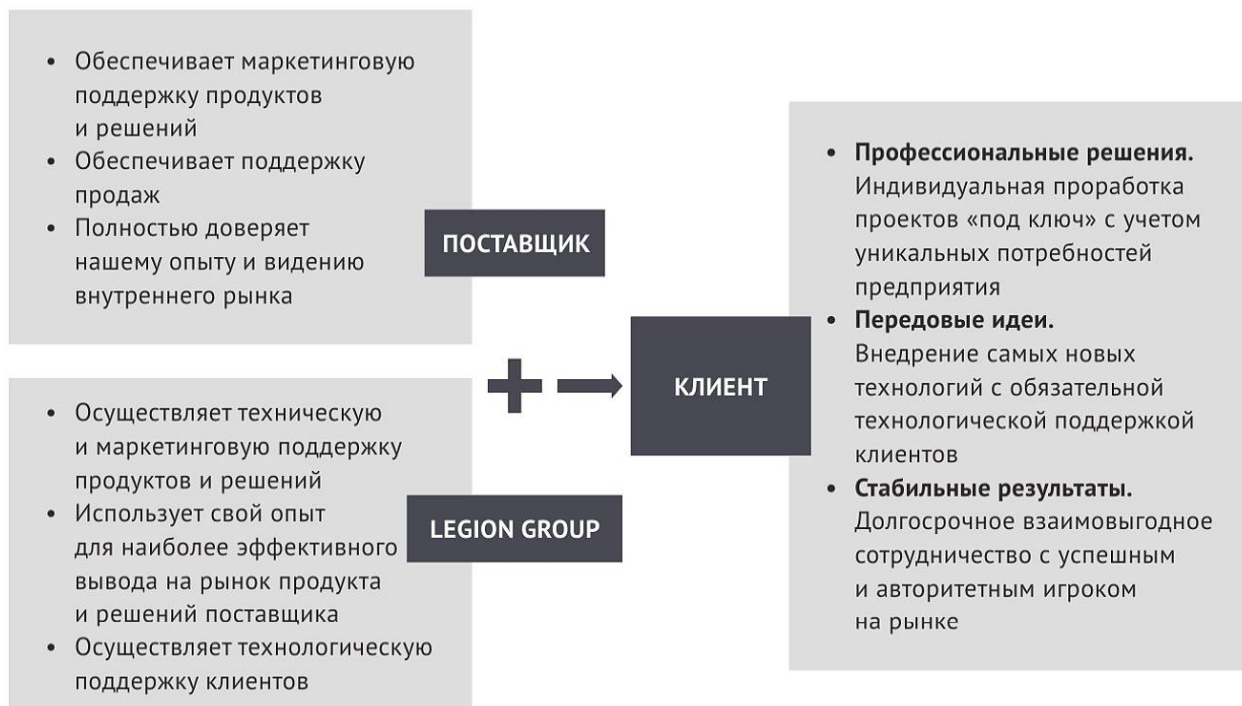 • Обеспечивает маркетинговую
поддержку продуктов
и решений
• Обеспечивает поддержку
продаж
• Полностью доверяет
нашему опыту и видению
внутреннего рынка
ПОСТАВЩИК
• Осуществляет техническую
и маркетинговую поддержку
продуктов и решений
• Использует свой опыт
для наиболее эффективного
вывода на рынок продукта
и решений поставщика
• Осуществляет технологическую
поддержку клиентов
LEGION GROUP
КЛИЕНТ
• Профессиональные решения.
Индивидуальная проработка
проектов «под ключ» с учетом
уникальных потребностей
предприятия
• Передовые идеи.
Внедрение самых новых
технологий с обязательной
технологической поддержкой
клиентов
• Стабильные результаты.
Долгосрочное взаимовыгодное
сотрудничество с успешным
и авторитетным игроком
на рынке